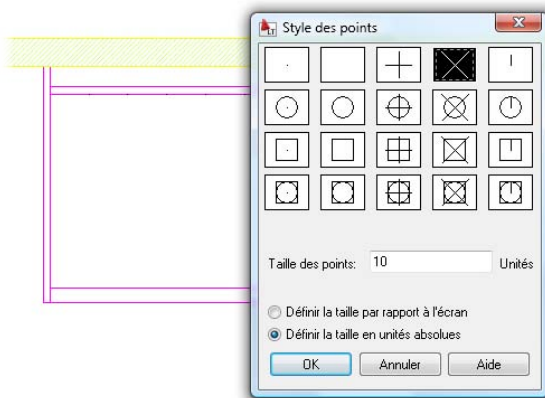 LT
Style des points
Taille des points: 10 Unités
Définir la taille par rapport à l'écran
Définir la taille en unités absolues
OK Annuler Aide